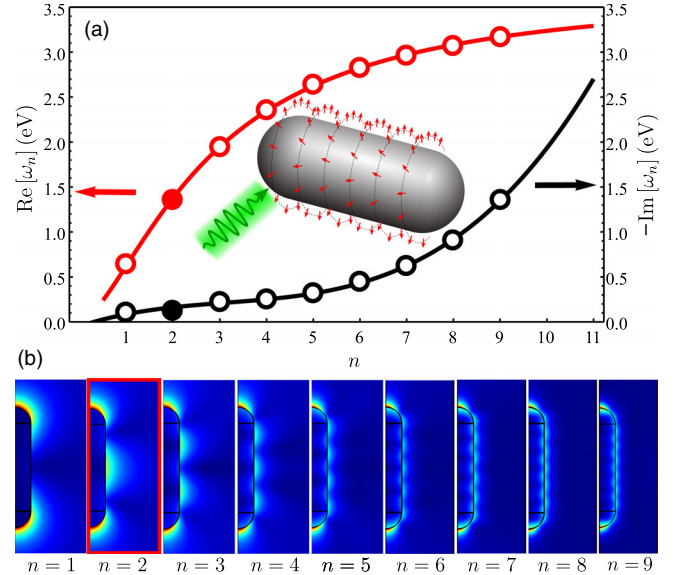 (a)
3.5
3.0
2.5
2.0
1.5
1.0
0.5
0.0
Re [ωₙ] (eV)
3.5
3.0
2.5
2.0
1.5
1.0
0.5
0.0
−Im [ωₙ] (eV)
1 2 3 4 5 6 7 8 9 10 11
n
(b)
n = 1 n = 2 n = 3 n = 4 n = 5 n = 6 n = 7 n = 8 n = 9